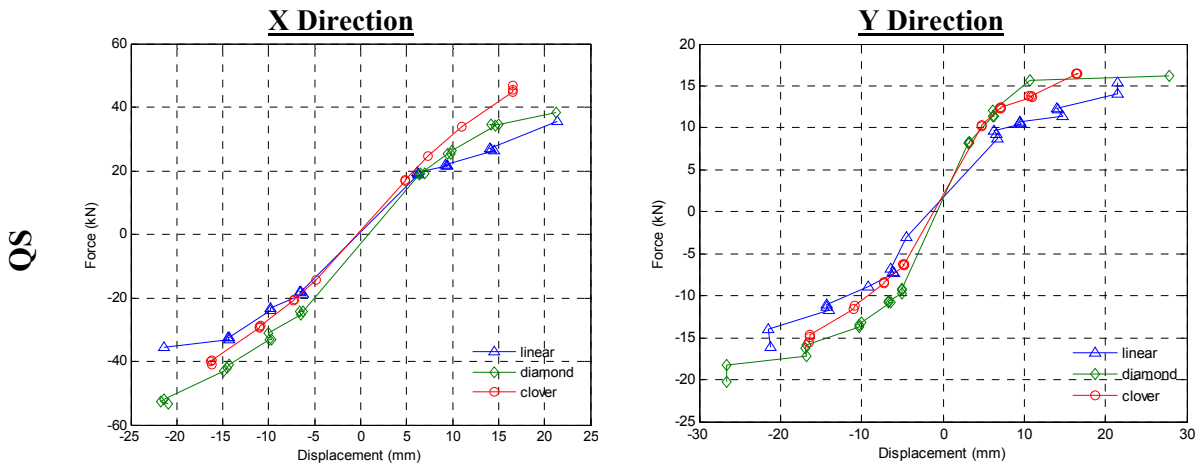 X Direction
Y Direction
QS
Force (kN)
60
40
20
0
-20
-40
-60
-25 -20 -15 -10 -5 0 5 10 15 20 25
Displacement (mm)
linear
diamond
clover
Force (kN)
20
15
10
5
0
-5
-10
-15
-20
-25
-30 -20 -10 0 10 20 30
Displacement (mm)
linear
diamond
clover